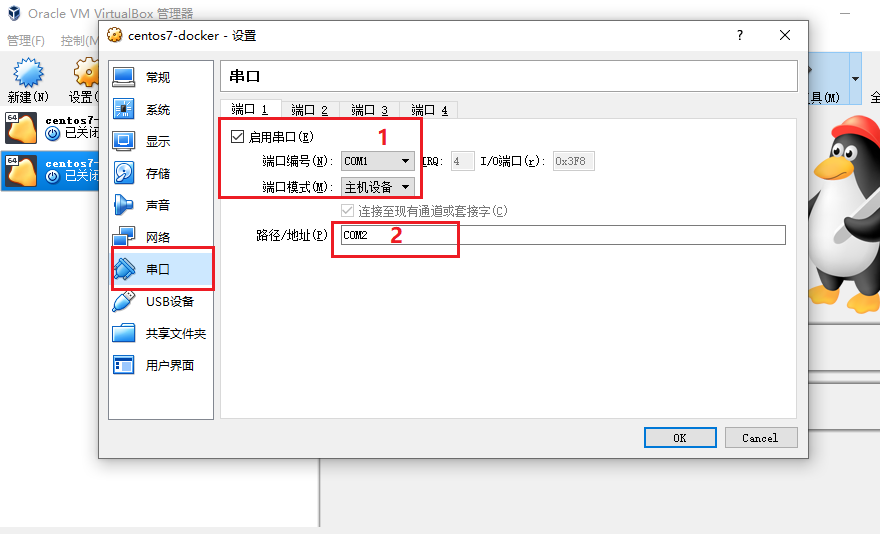 Oracle VM VirtualBox 管理器
管理(F) 控制(M
新建(N) 设置(
64 centos7-
已关闭
64 centos7-
已关闭
具(M)
centos7-docker - 设置 ?
常规
系统
显示
存储
声音
网络
串口
USB设备
共享文件夹
用户界面
串口
端口 1 端口 2 端口 3 端口 4
启用串口(E) 1
端口编号(N): COM1 IRQ: 4 I/O端口(r): 0x3F8
端口模式(M): 主机设备
连接至现有通道或套接字(C)
路径/地址(P) COM2 2
OK Cancel